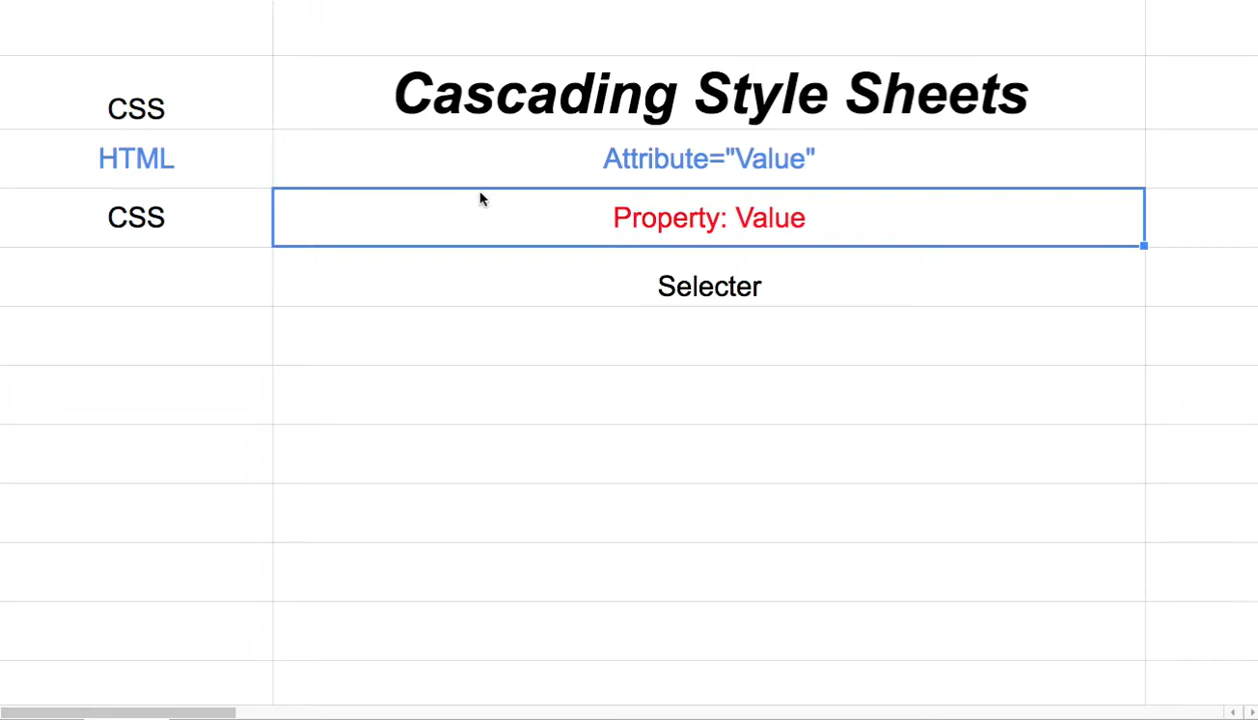 CSS Cascading Style Sheets
HTML Attribute="Value"
CSS Property: Value
Selecter